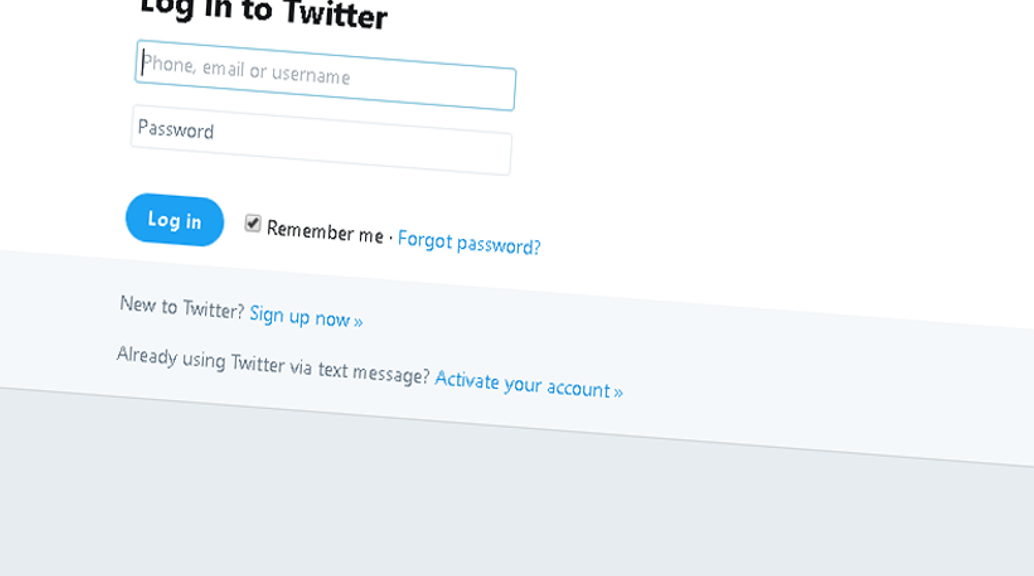 Log in to Twitter
Phone, email or username
Password
Log in
Remember me · Forgot password?
New to Twitter? Sign up now »
Already using Twitter via text message? Activate your account »